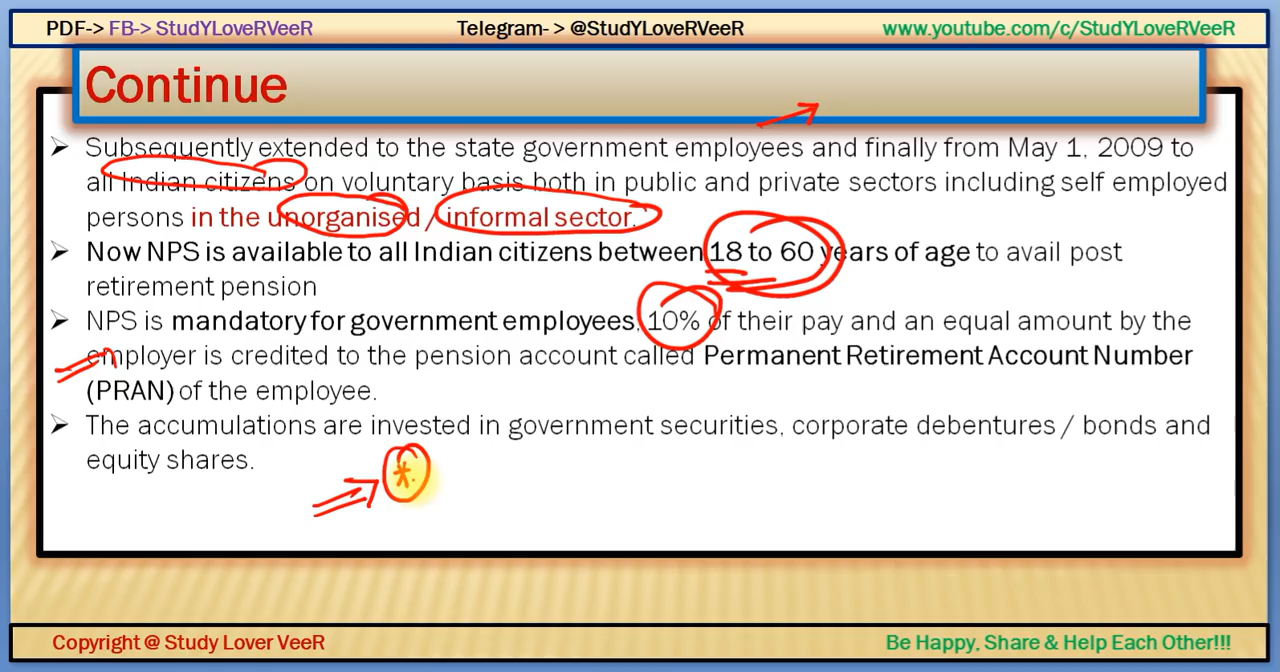 PDF-> FB-> StudYLoverVeeR Telegram- > @StudYLoveRVeeR www.youtube.com/c/StudYLoveRVeeR
Continue
➢ Subsequently extended to the state government employees and finally from May 1, 2009 to
all Indian citizens on voluntary basis both in public and private sectors including self employed
persons in the unorganised / informal sector.
➢ Now NPS is available to all Indian citizens between 18 to 60 years of age to avail post
retirement pension
➢ NPS is mandatory for government employees, 10% of their pay and an equal amount by the
employer is credited to the pension account called Permanent Retirement Account Number
(PRAN) of the employee.
➢ The accumulations are invested in government securities, corporate debentures / bonds and
equity shares.
*
Copyright @ Study Lover VeeR Be Happy, Share & Help Each Other!!!